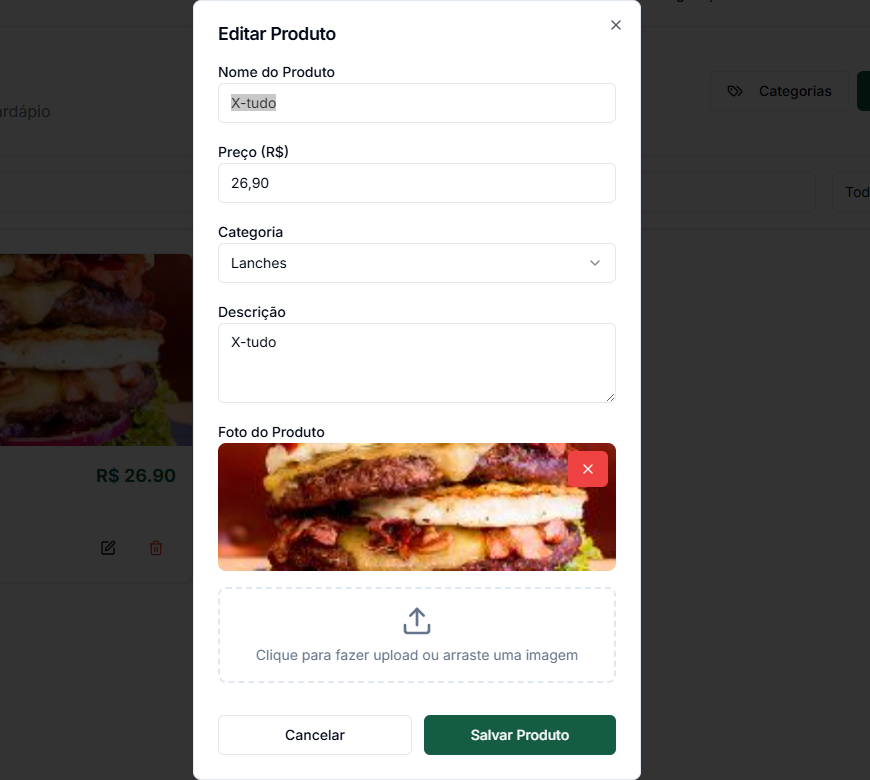 Editar Produto
Nome do Produto
X-tudo
Categorias
ardápio
Preço (R$)
26,90
Tod
Categoria
Lanches
Descrição
X-tudo
Foto do Produto
R$ 26.90
Clique para fazer upload ou arraste uma imagem
Cancelar
Salvar Produto